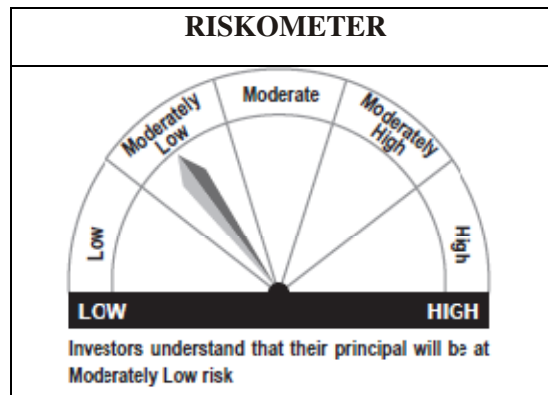 RISKOMETER
Moderate
Moderately
Low
Moderately
High
Low
High
LOW
HIGH
Investors understand that their principal will be at
Moderately Low risk